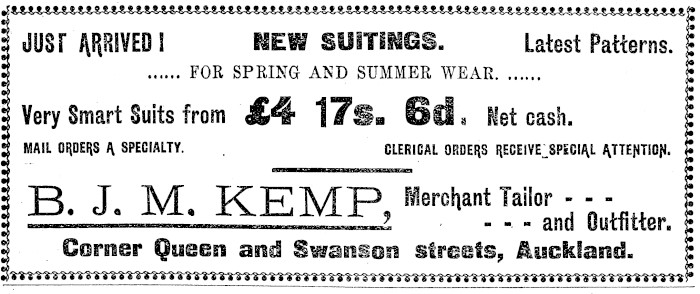 JUST ARRIVED! NEW SUITINGS. Latest Patterns.
...... FOR SPRING AND SUMMER WEAR. ......
Very Smart Suits from £4 17s. 6d. Net cash.
MAIL ORDERS A SPECIALTY. CLERICAL ORDERS RECEIVE SPECIAL ATTENTION.
B. J. M. KEMP, Merchant Tailor - - -
- - - and Outfitter.
Corner Queen and Swanson streets, Auckland.